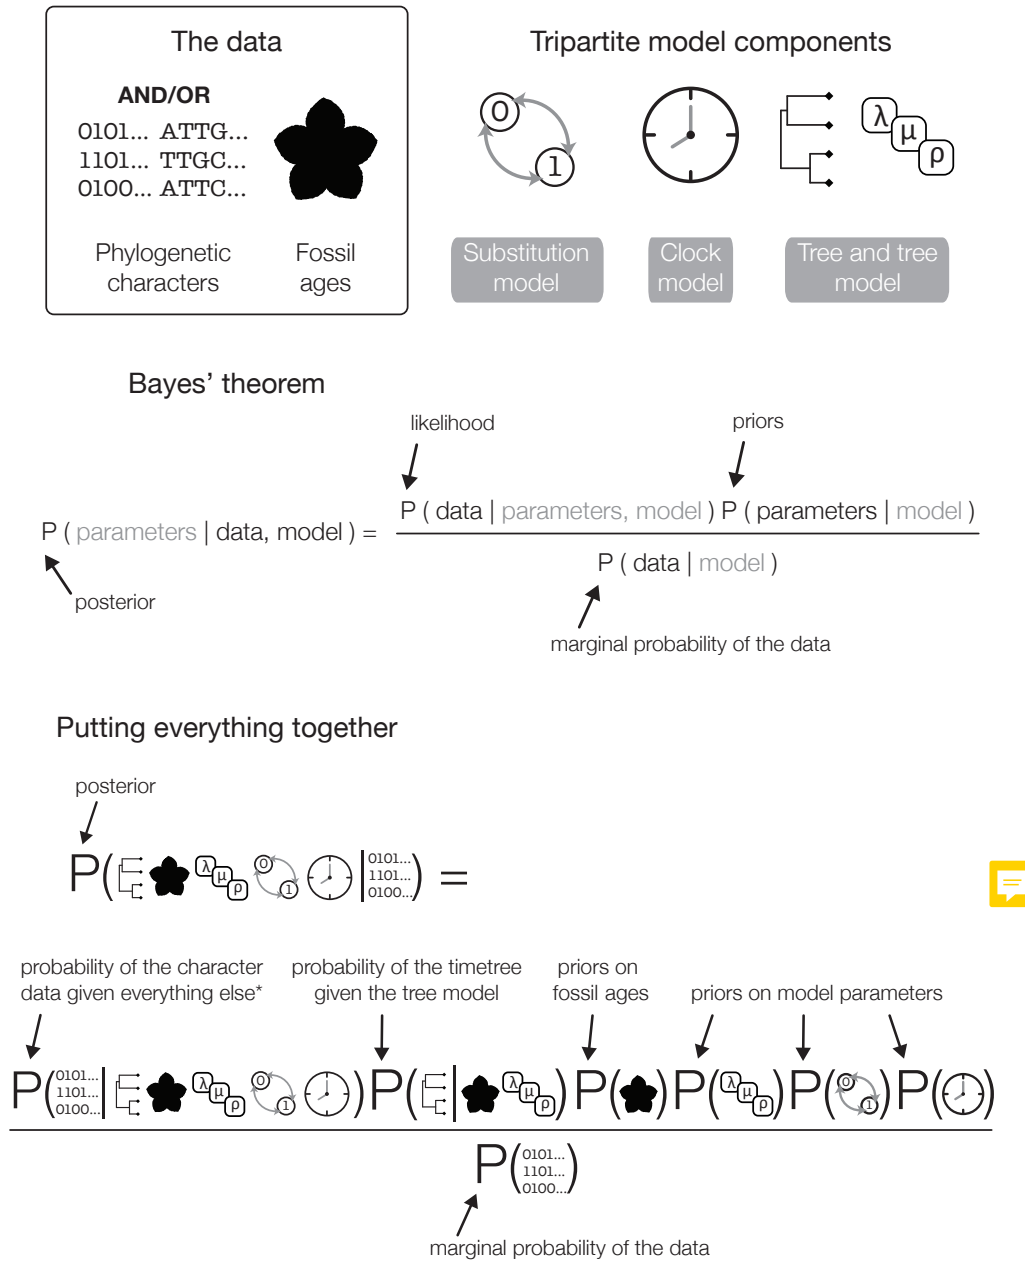 The data
AND/OR
0101... ATTG...
1101... TTGC...
0100... ATTC...
Phylogenetic
characters
Fossil
ages
Tripartite model components
0
1
λ
μ
ρ
Substitution
model
Clock
model
Tree and tree
model
Bayes’ theorem
likelihood
priors
P ( parameters | data, model ) =
P ( data | parameters, model ) P ( parameters | model )
P ( data | model )
posterior
marginal probability of the data
Putting everything together
posterior
P( λ μ ρ 0 1 | 0101... 1101... 0100... ) =
probability of the character
data given everything else*
probability of the timetree
given the tree model
priors on
fossil ages
priors on model parameters
P( 0101... 1101... 0100... | λ μ ρ 0 1 ) P( | λ μ ρ ) P( ) P( λ μ ρ ) P( 0 1 ) P( )
P( 0101... 1101... 0100... )
marginal probability of the data